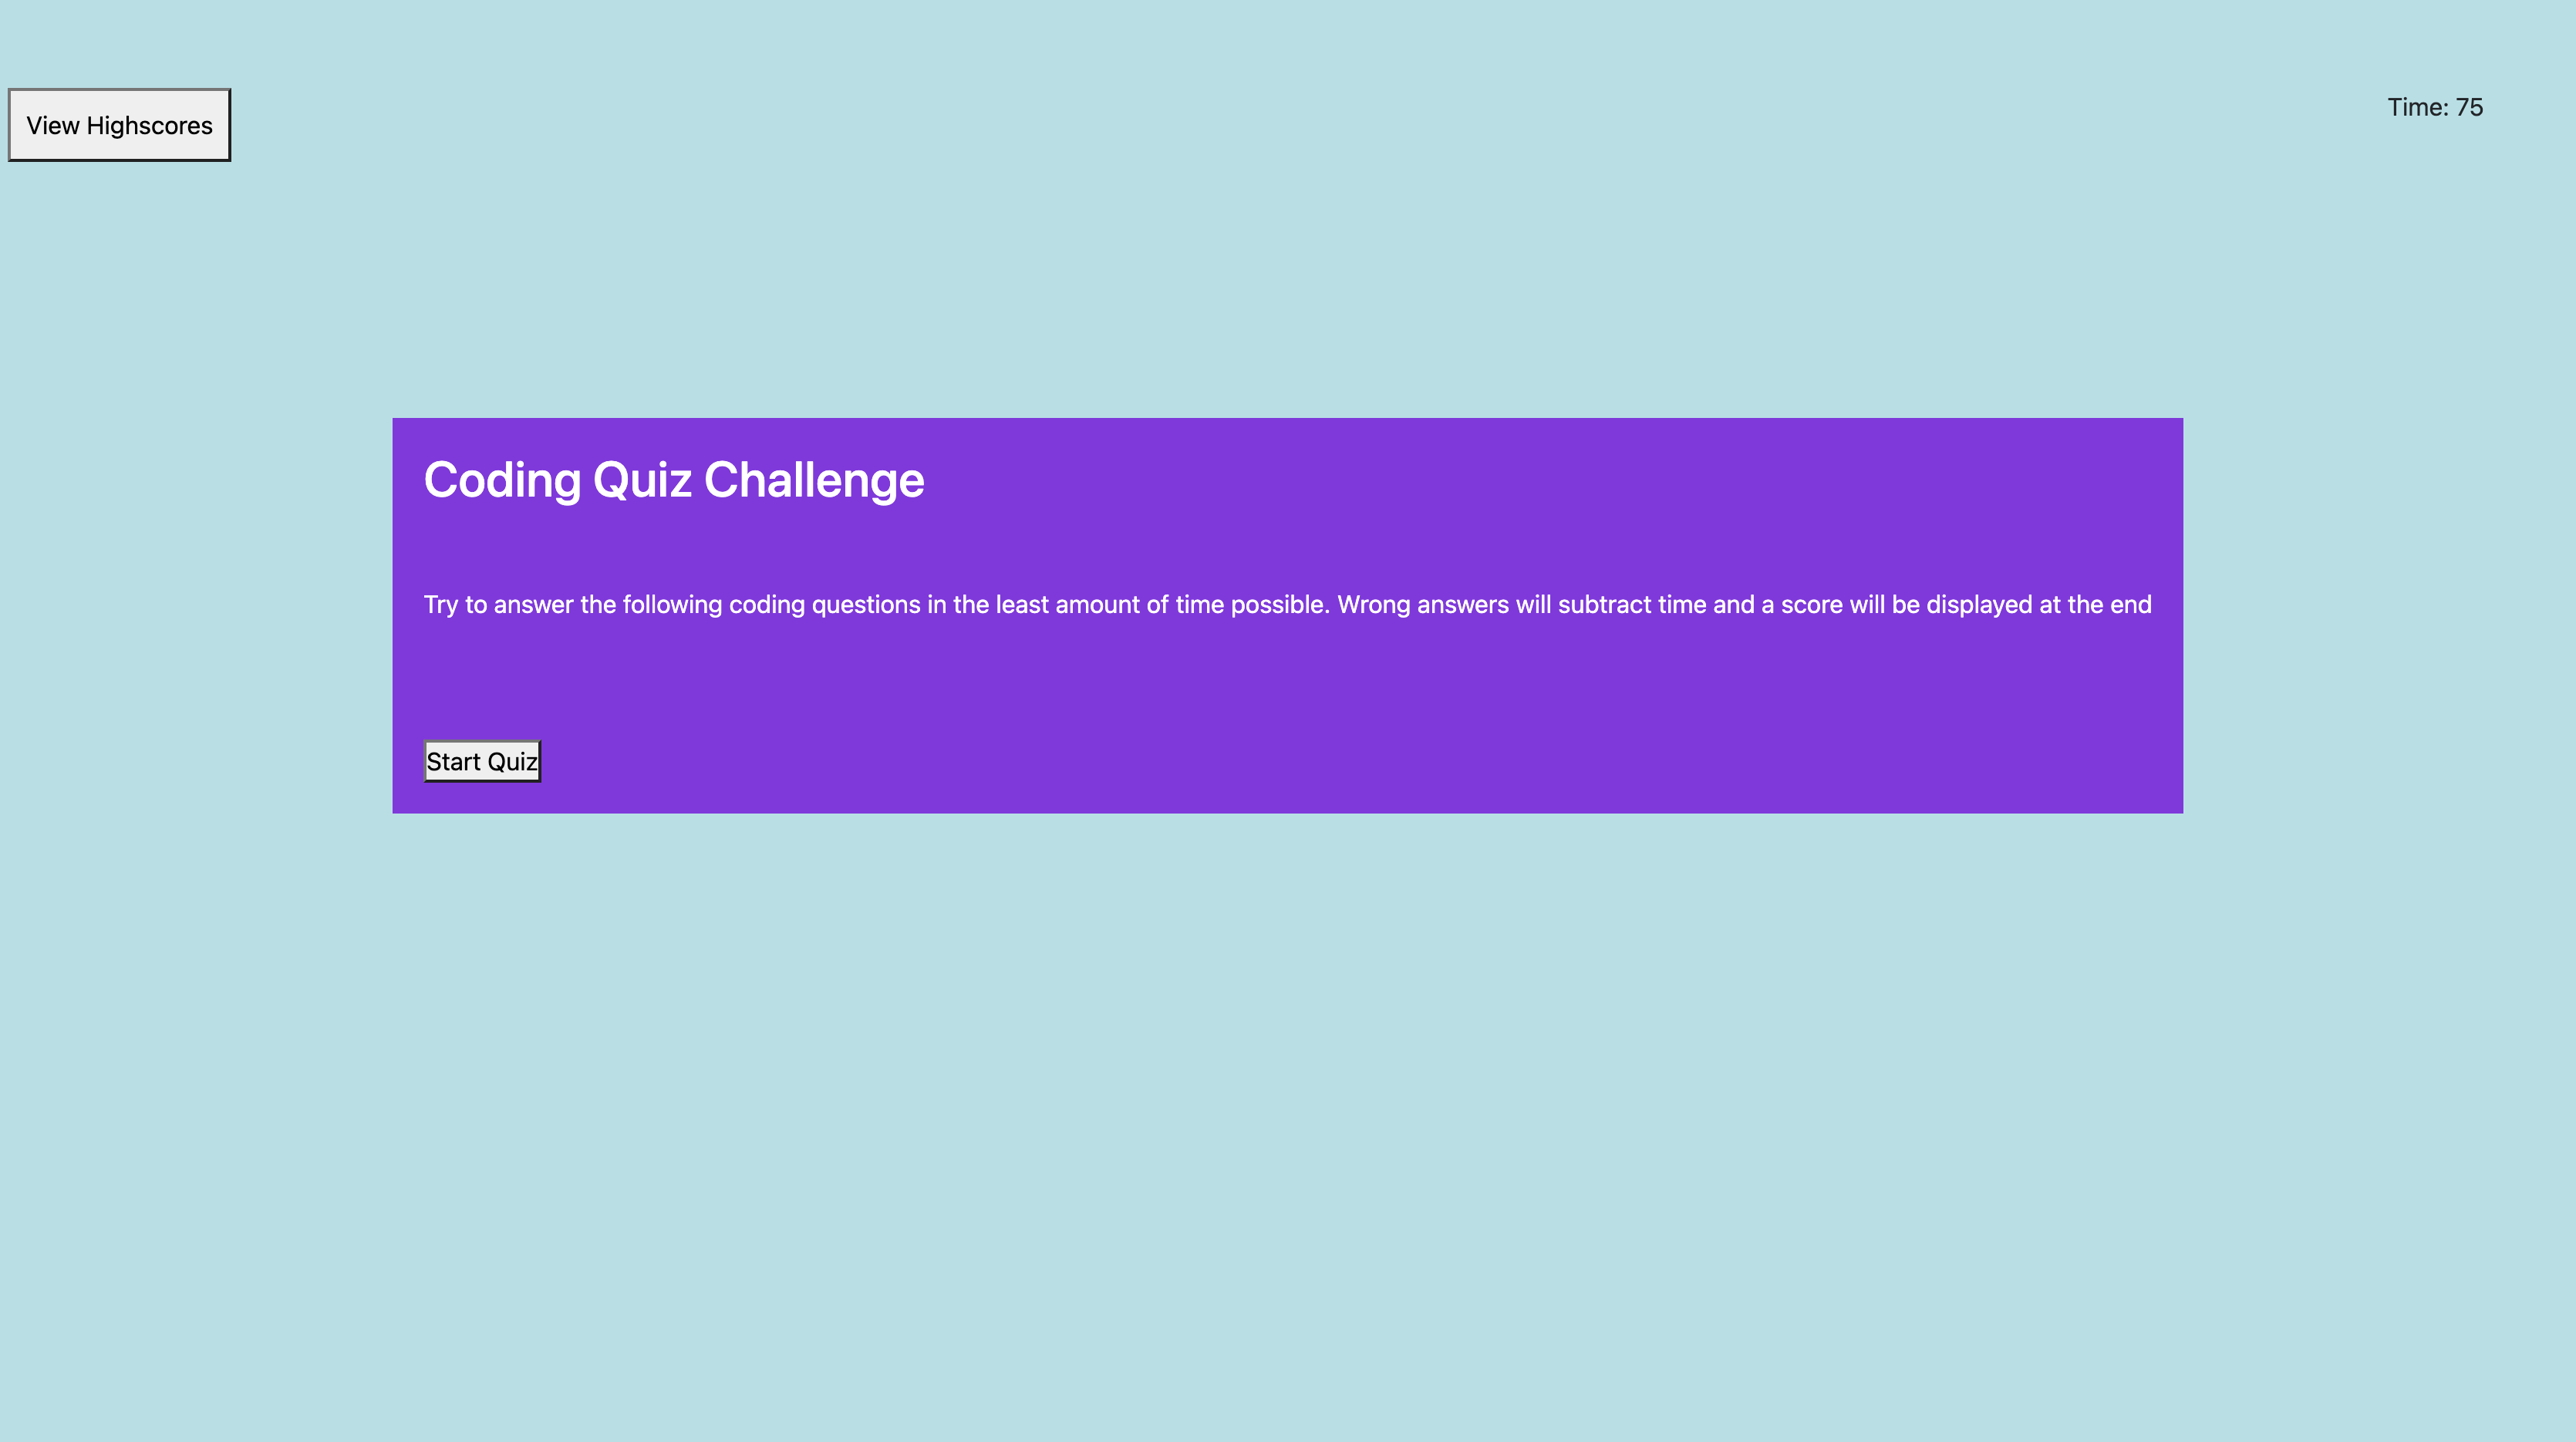 View Highscores
Time: 75
Coding Quiz Challenge
Try to answer the following coding questions in the least amount of time possible. Wrong answers will subtract time and a score will be displayed at the end
Start Quiz